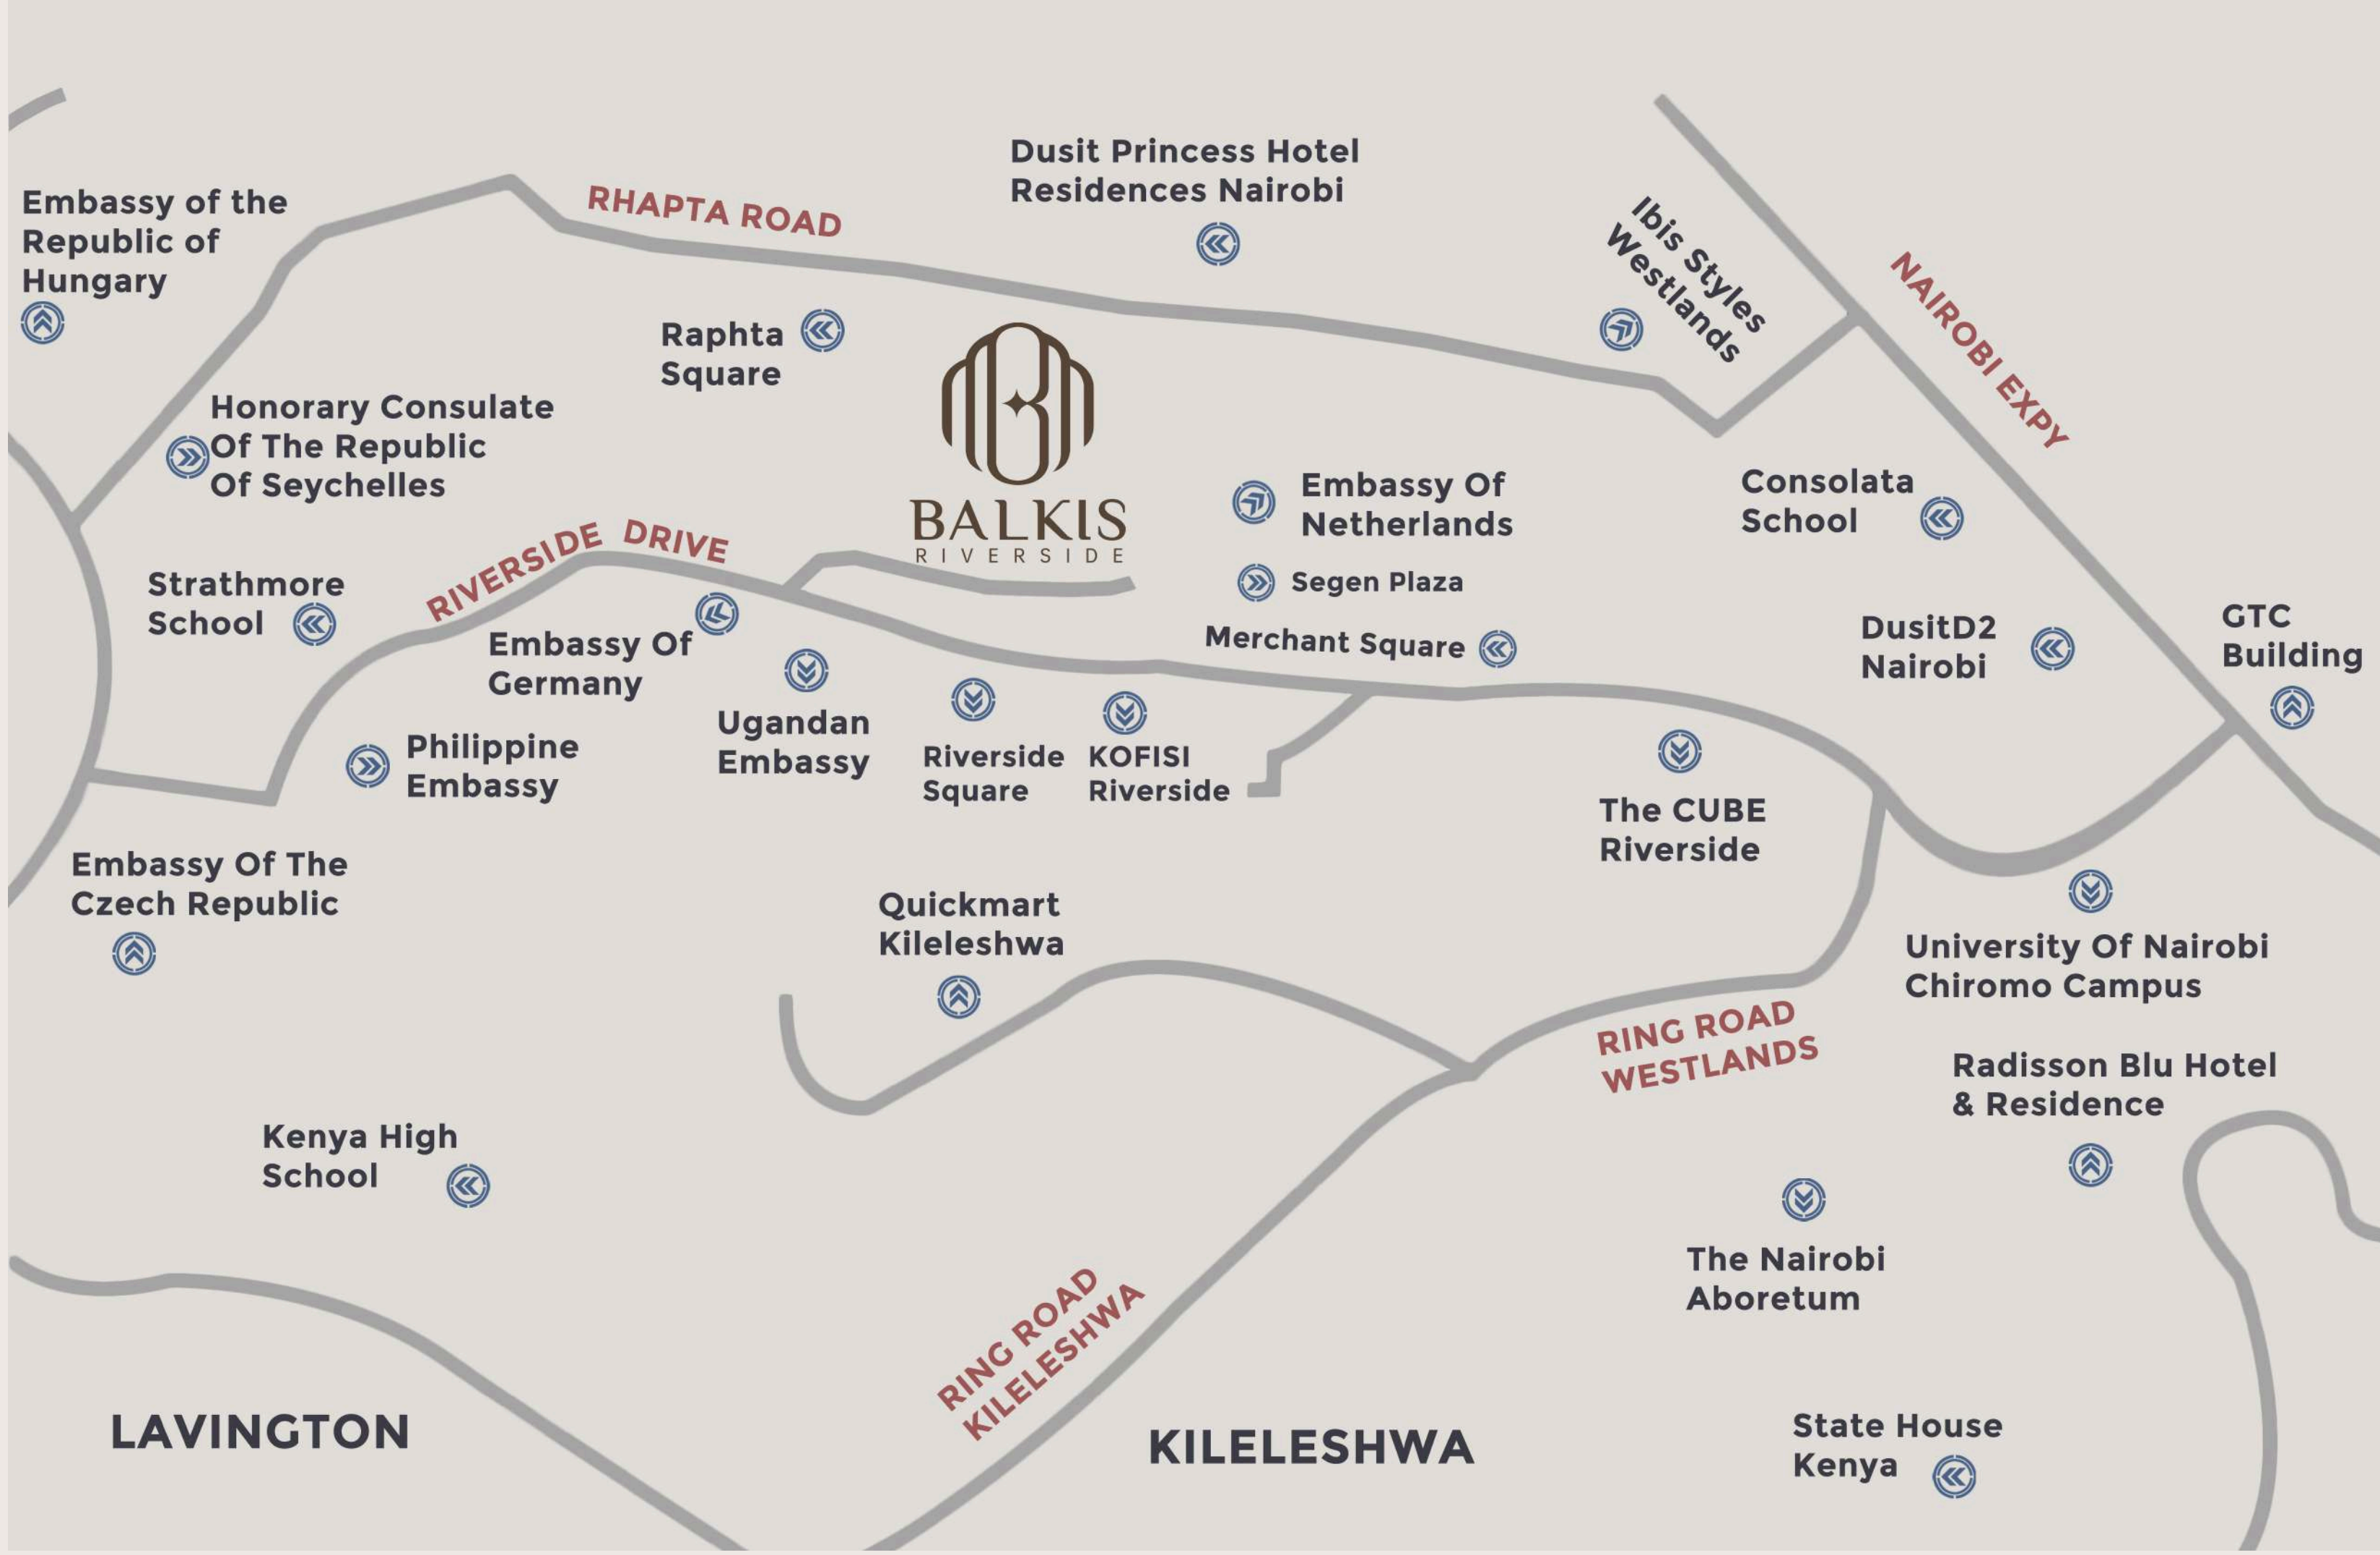 Dusit Princess Hotel
Residences Nairobi
Embassy of the
Republic of
Hungary
RHAPTA ROAD
Ibis Styles
Westlands
NAIROBI EXPY
Raphta
Square
Honorary Consulate
Of The Republic
Of Seychelles
BALKIS
RIVERSIDE
Embassy Of
Netherlands
Consolata
School
RIVERSIDE DRIVE
Segen Plaza
Strathmore
School
Embassy Of
Germany
Merchant Square
DusitD2
Nairobi
GTC
Building
Ugandan
Embassy
Philippine
Embassy
Riverside
Square
KOFISI
Riverside
The CUBE
Riverside
Embassy Of The
Czech Republic
Quickmart
Kileleshwa
University Of Nairobi
Chiromo Campus
RING ROAD
WESTLANDS
Radisson Blu Hotel
& Residence
Kenya High
School
The Nairobi
Aboretum
RING ROAD
KILELESHWA
LAVINGTON
KILELESHWA
State House
Kenya